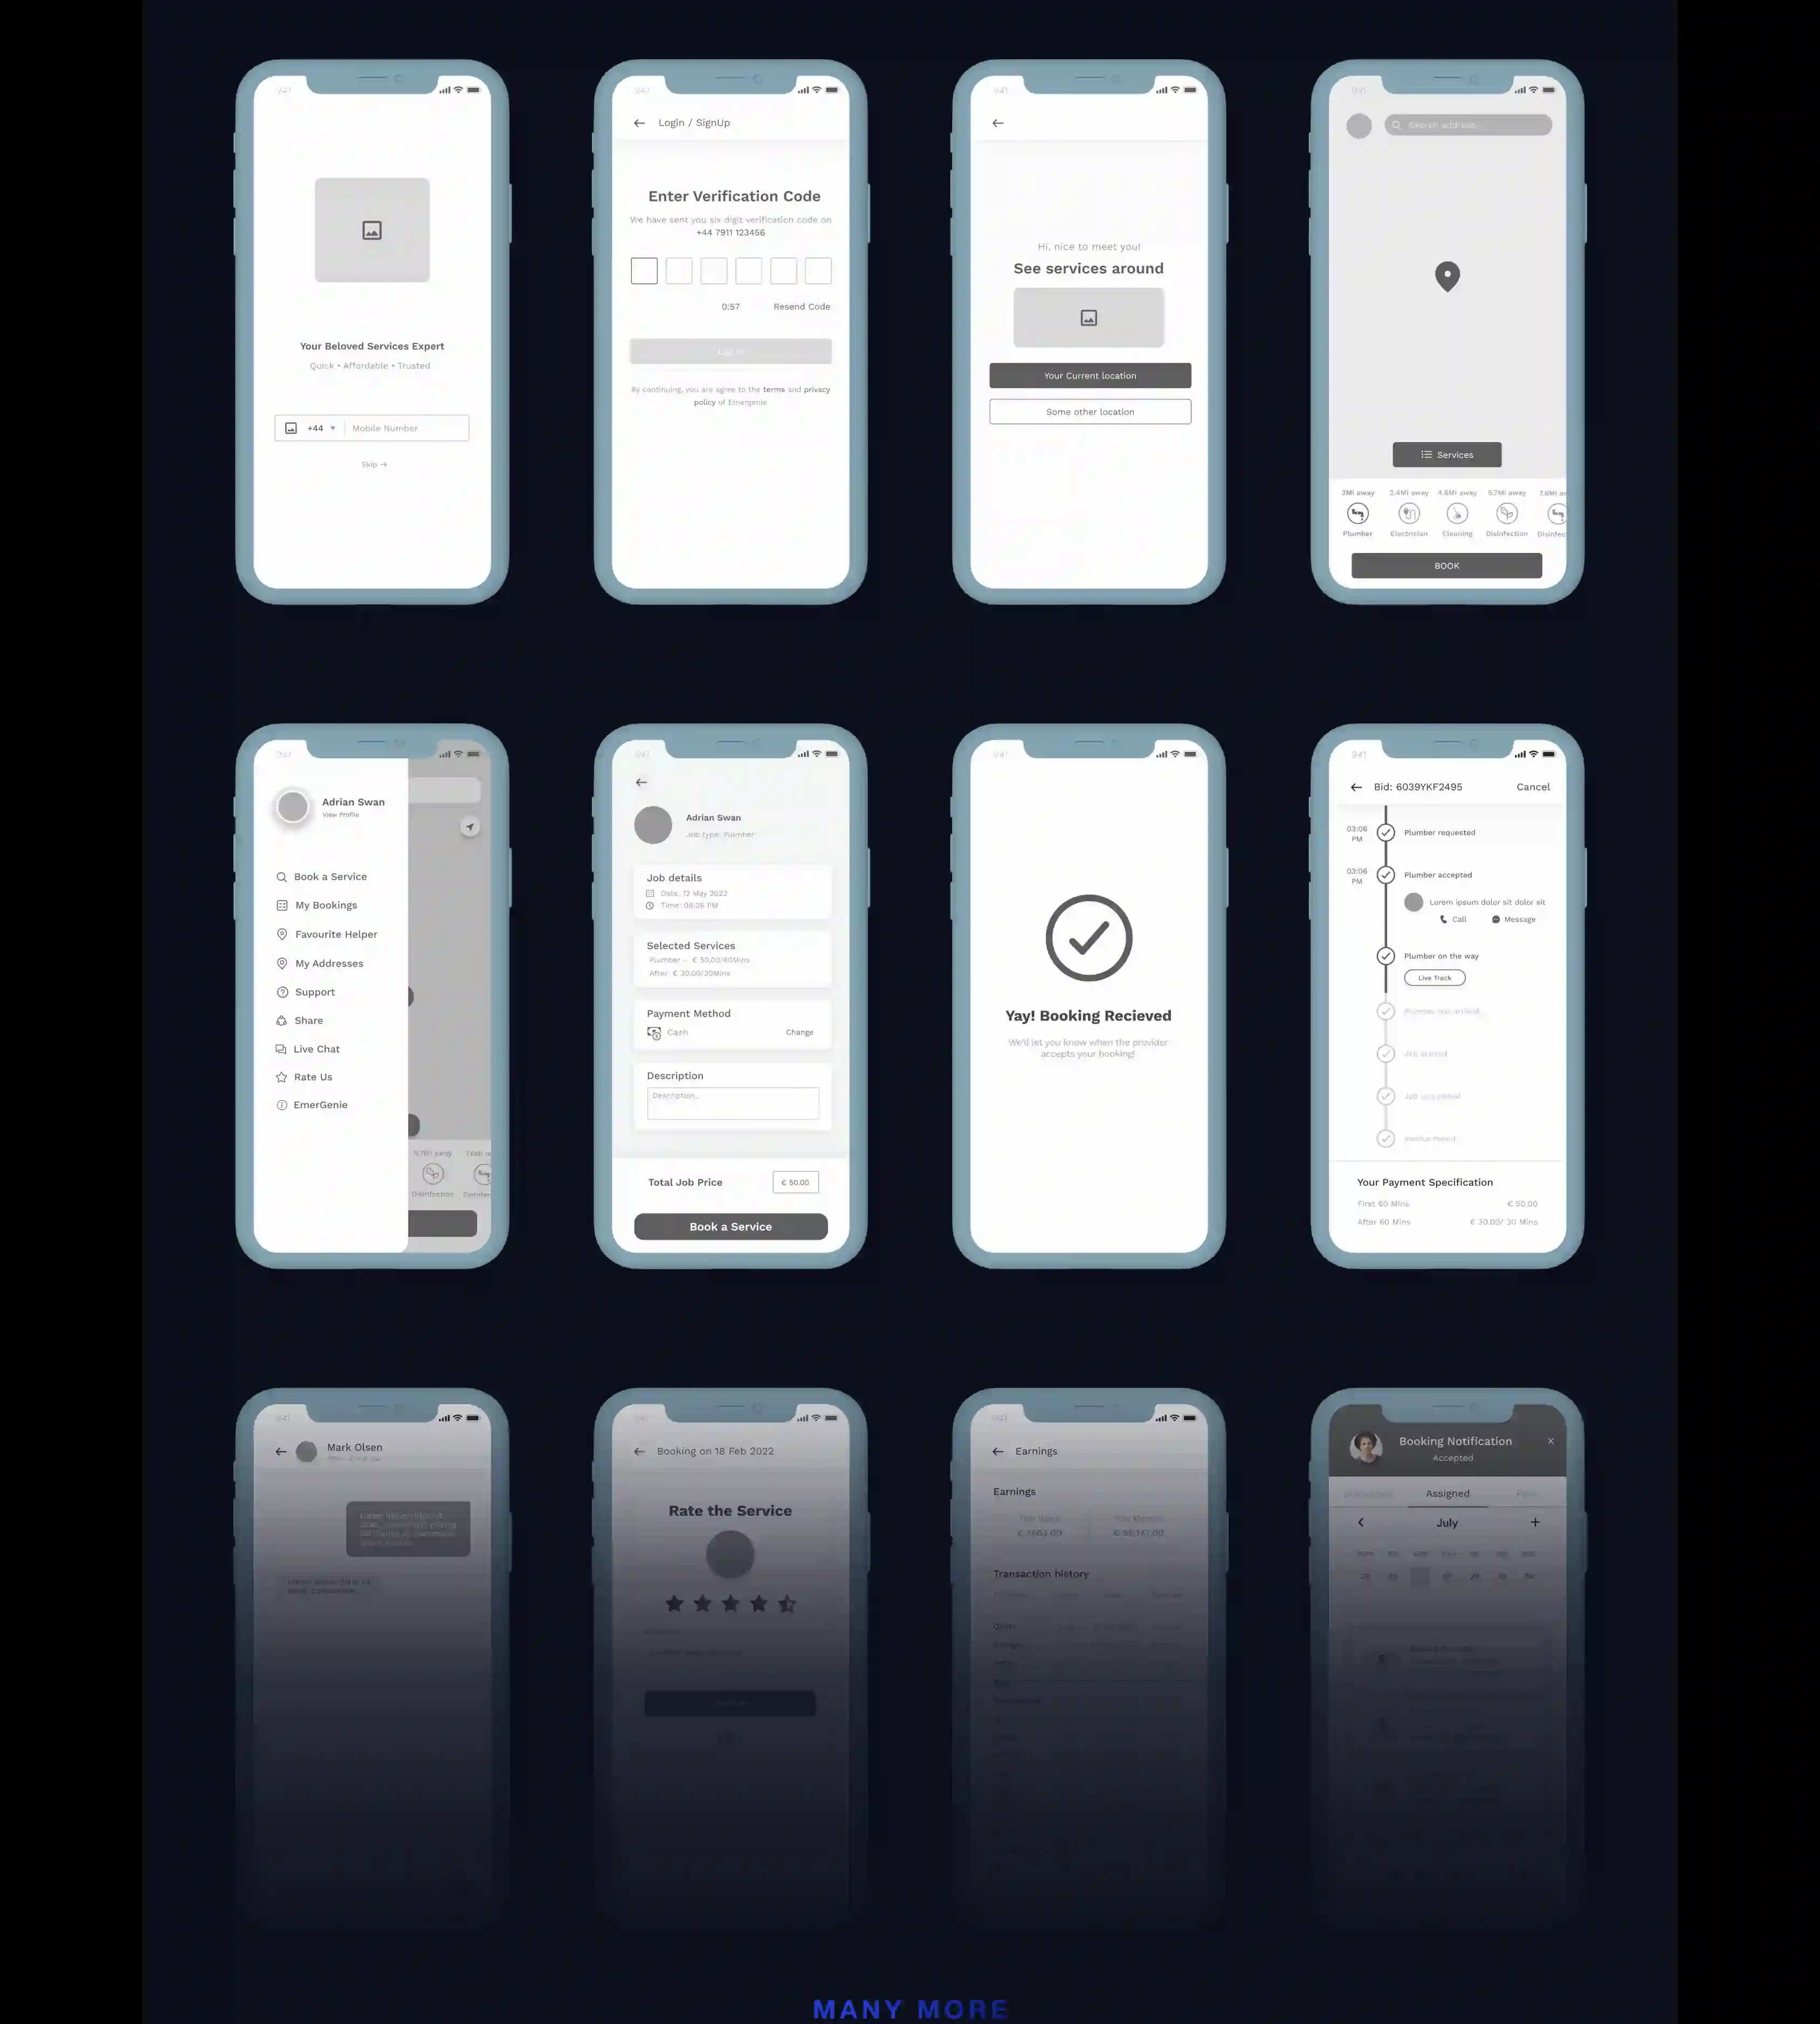 9:41
Your Beloved Services Expert
Quick • Affordable • Trusted
+44
Mobile Number
Skip →
9:41
Login / SignUp
Enter Verification Code
We have sent you six digit verification code on
+44 7911 123456
0:57
Resend Code
Log In
By continuing, you are agree to the terms and privacy
policy of Emergenie
9:41
Hi, nice to meet you!
See services around
Your Current location
Some other location
9:41
Search address...
Services
3Mi away 2.4Mi away 4.6Mi away 5.7Mi away 7.6Mi aw
Plumber Electrician Cleaning Disinfection Disinfec
BOOK
9:41
Adrian Swan
View Profile
Book a Service
My Bookings
Favourite Helper
My Addresses
Support
Share
Live Chat
Rate Us
EmerGenie
5.7Mi away 7.6Mi a
Disinfection Disinfec
9:41
Adrian Swan
Job type: Plumber
Job details
Date: 12 May 2022
Time: 08:26 PM
Selected Services
Plumber - € 50.00/60Mins
After € 30.00/30Mins
Payment Method
Cash
Change
Description
Description...
Total Job Price
€ 50.00
Book a Service
9:41
Yay! Booking Recieved
We'll let you know when the provider
accepts your booking!
9:41
Bid: 6039YKF2495
Cancel
03:06
PM
Plumber requested
03:06
PM
Plumber accepted
Lorem ipsum dolor sit dolor sit
Call
Message
Plumber on the way
Live Track
Plumber has arrived
Job started
Job completed
Your Payment Specification
First 60 Mins € 50.00
After 60 Mins € 30.00/ 30 Mins
9:41
Mark Olsen
Booking on 18 Feb 2022
Rate the Service
9:41
Earnings
Earnings
This Week
This Month
Transaction history
Booking Notification
Accepted
Assigned
July
MANY MORE